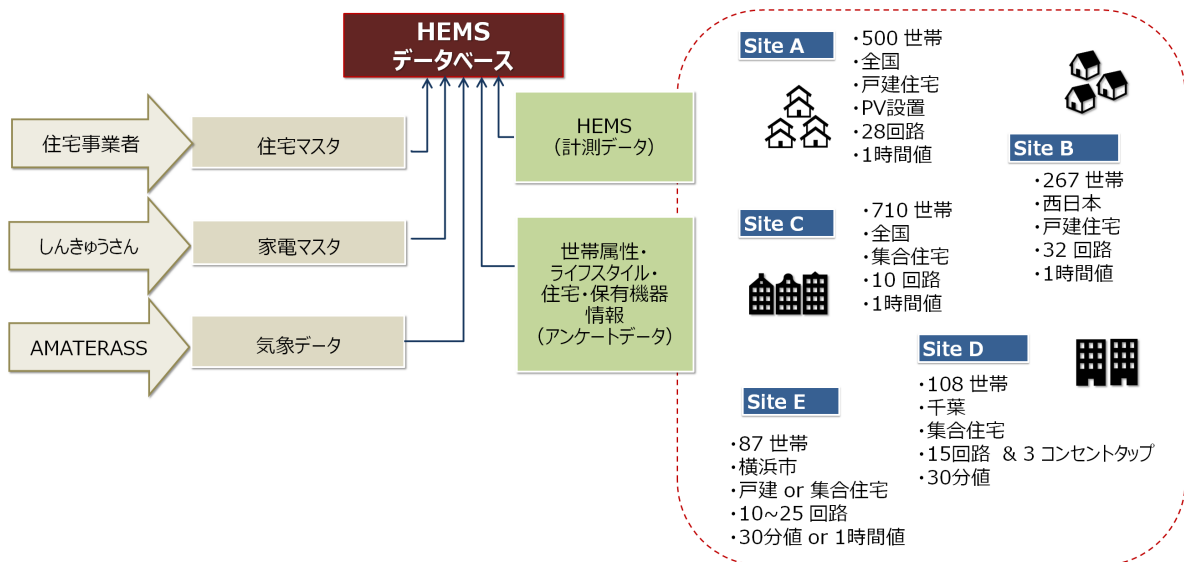 HEMS
データベース
住宅事業者
住宅マスタ
しんきゅうさん
家電マスタ
AMATERASS
気象データ
HEMS
（計測データ）
世帯属性・
ライフスタイル・
住宅・保有機器
情報
（アンケートデータ）
Site A
・500 世帯
・全国
・戸建住宅
・PV設置
・28回路
・1時間値
Site B
・267 世帯
・西日本
・戸建住宅
・32 回路
・1時間値
Site C
・710 世帯
・全国
・集合住宅
・10 回路
・1時間値
Site D
・108 世帯
・千葉
・集合住宅
・15回路 & 3 コンセントタップ
・30分値
Site E
・87 世帯
・横浜市
・戸建 or 集合住宅
・10~25 回路
・30分値 or 1時間値